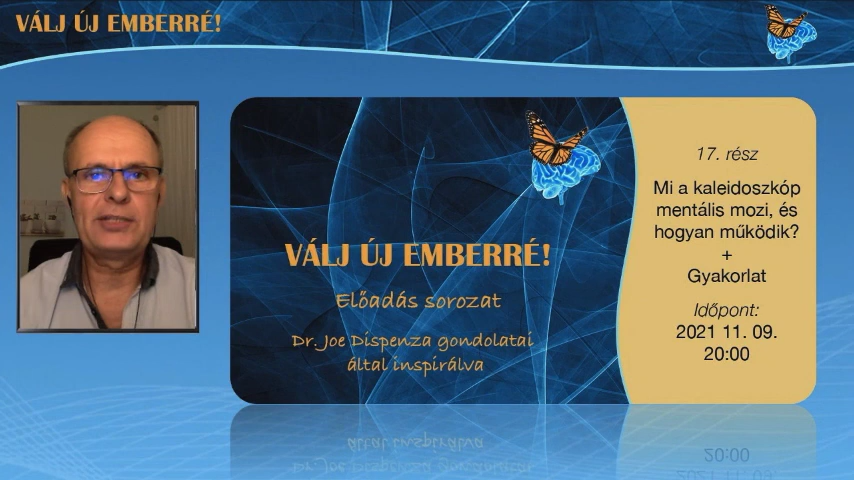 VÁLJ ÚJ EMBERRÉ!
VÁLJ ÚJ EMBERRÉ!
Előadás sorozat
Dr. Joe Dispenza gondolatai
által inspirálva
17. rész
Mi a kaleidoszkóp
mentális mozi, és
hogyan működik?
+
Gyakorlat
Időpont:
2021 11. 09.
20:00